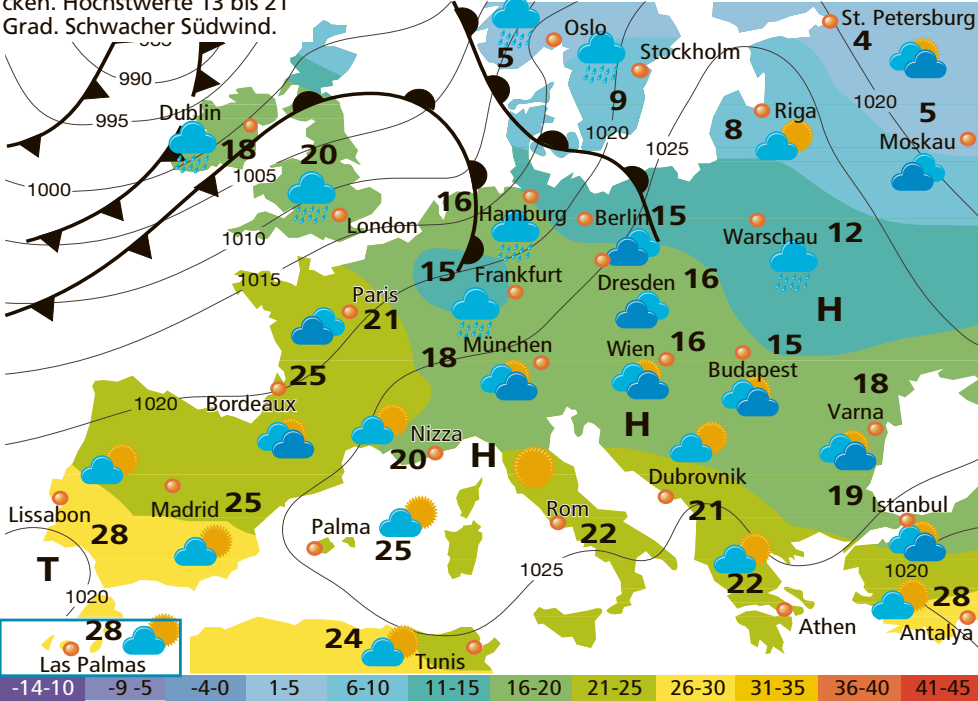 cken. Höchstwerte 13 bis 21
Grad. Schwacher Südwind.
990
995
1000
1005
1010
1015
1020
Oslo
5
Stockholm
9
1020
1025
St. Petersburg
4
1020
5
Moskau
Riga
8
Dublin
18
20
London
16
Hamburg
Berlin
15
Warschau
12
15
Frankfurt
Dresden
16
H
Paris
21
18
München
Wien
16
15
Budapest
25
Bordeaux
18
Varna
H
Nizza
20
H
Dubrovnik
21
19
Istanbul
1020
Lissabon
28
Madrid
25
Palma
25
Rom
22
1025
22
Athen
28
Antalya
T
1020
28
Las Palmas
24
Tunis
-14-10 -9 -5 -4-0 1-5 6-10 11-15 16-20 21-25 26-30 31-35 36-40 41-45